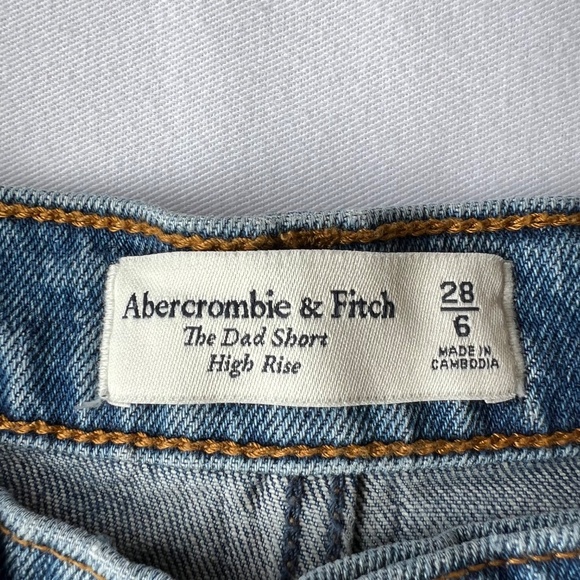 Abercrombie & Fitch
The Dad Short
High Rise
28
6
MADE IN
CAMBODIA